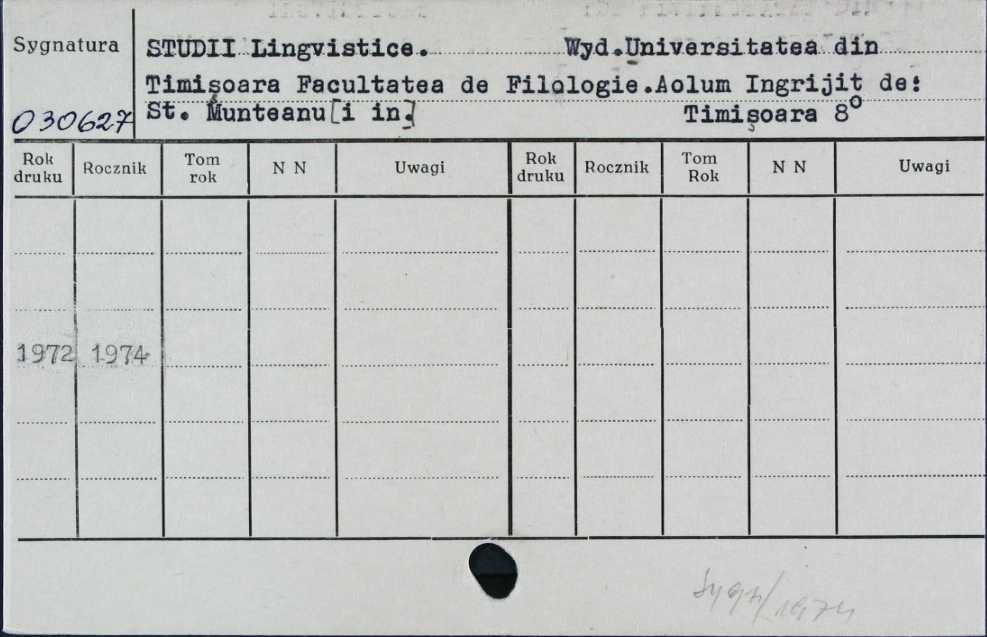 Sygnatura
030627
STUDII Lingvistice. Wyd.Universitatea din
Timişoara Facultatea de Filologie.Aolum Ingrijit de:
St. Munteanu[i in.] Timişoara 8°
Rok druku Rocznik Tom rok N N Uwagi Rok druku Rocznik Tom Rok N N Uwagi
1972 1974
1974